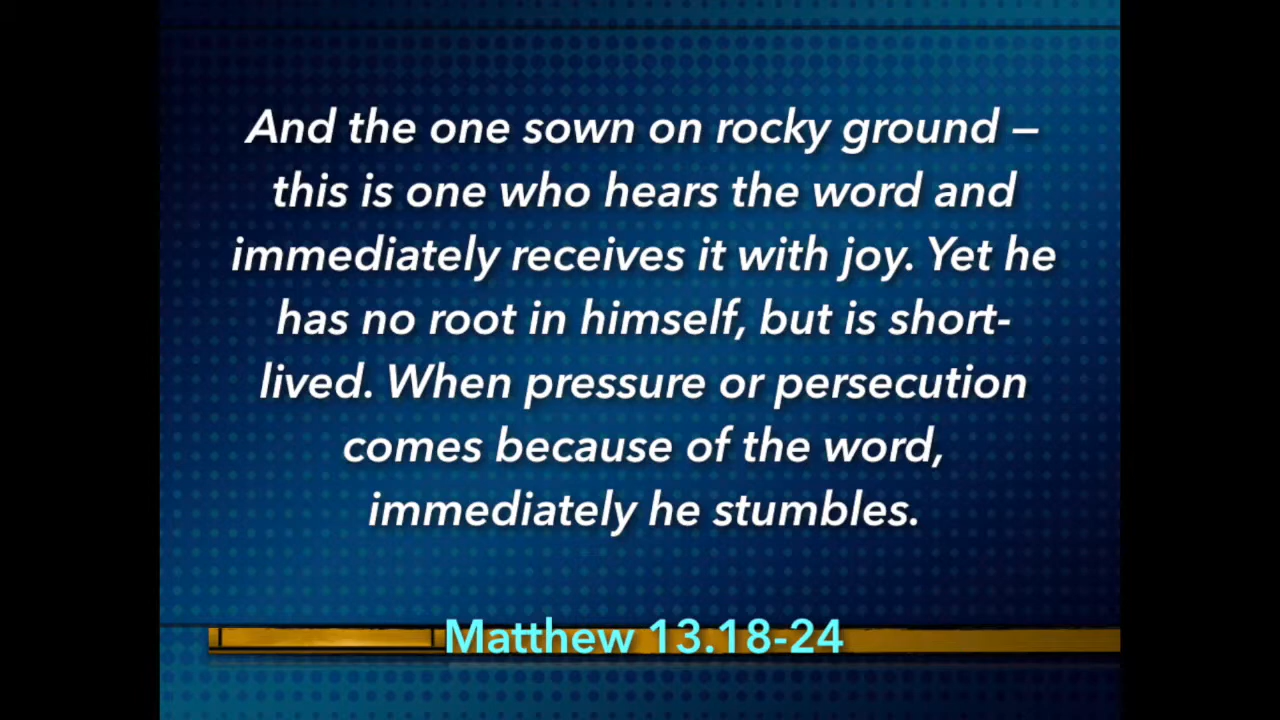 And the one sown on rocky ground –
this is one who hears the word and
immediately receives it with joy. Yet he
has no root in himself, but is short-
lived. When pressure or persecution
comes because of the word,
immediately he stumbles.
Matthew 13.18-24